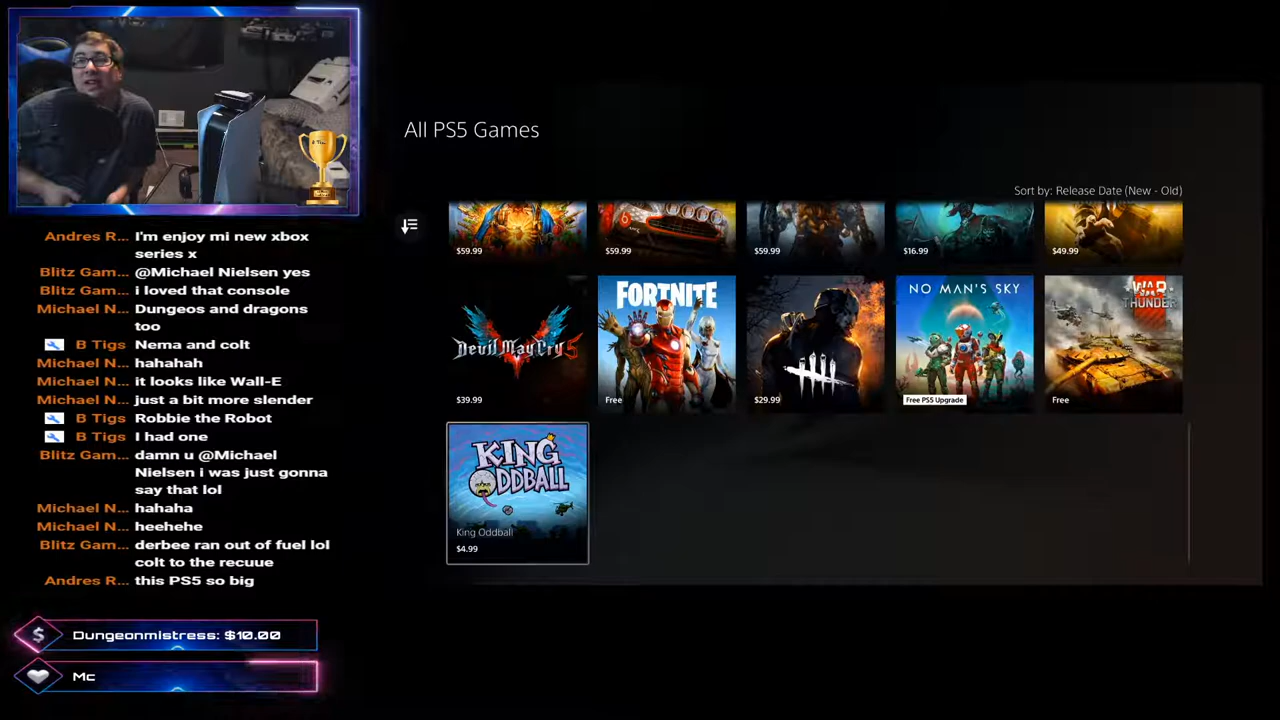 Andres R... I'm enjoy mi new xbox
series x
Blitz Gam... @Michael Nielsen yes
Blitz Gam... i loved that console
Michael N... Dungeos and dragons
too
B Tigs Nema and colt
Michael N... hahahah
Michael N... it looks like Wall-E
Michael N... just a bit more slender
B Tigs Robbie the Robot
B Tigs I had one
Blitz Gam... damn u @Michael
Nielsen i was just gonna
say that lol
Michael N... hahaha
Michael N... heehehe
Blitz Gam... derbee ran out of fuel lol
colt to the recuue
Andres R... this PS5 so big
$ Dungeonmistress: $10.00
Mc
All PS5 Games
Sort by: Release Date (New - Old)
$59.99
$59.99
$59.99
$16.99
$49.99
Devil May Cry 5
$39.99
FORTNITE
Free
$29.99
NO MAN'S SKY
Free PS5 Upgrade
WAR THUNDER
Free
KING ODDBALL
King Oddball
$4.99